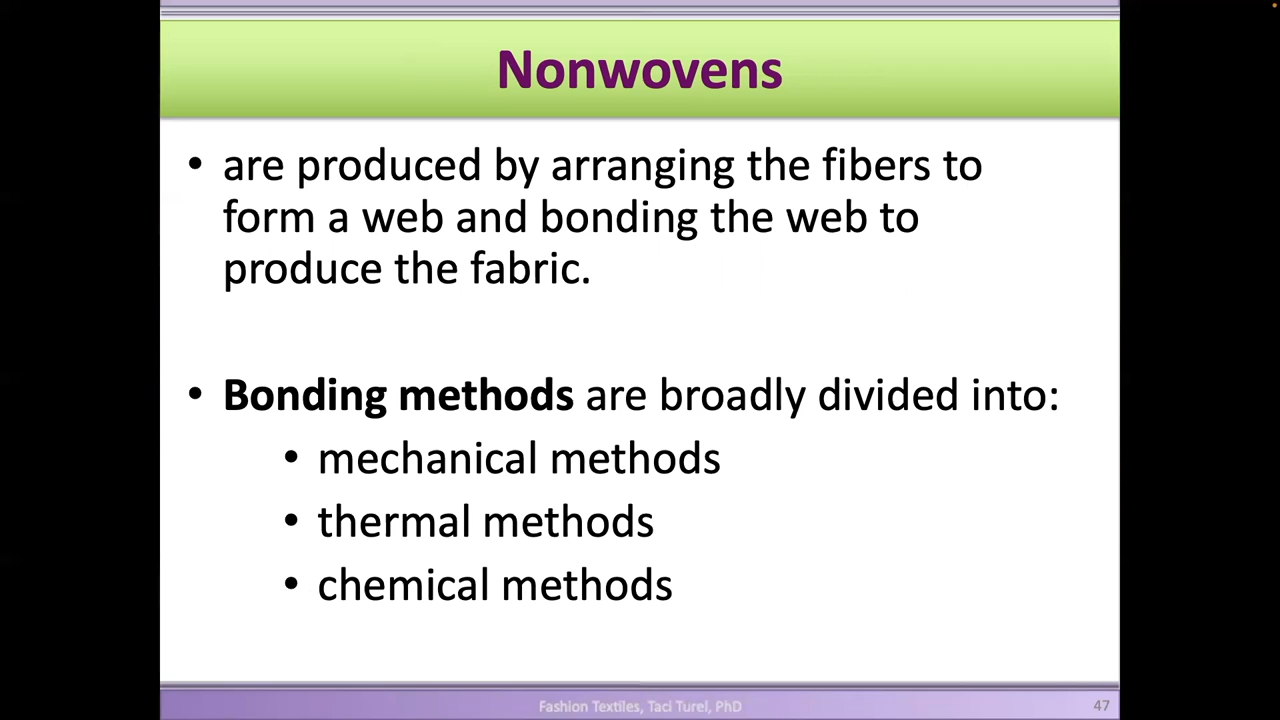 Nonwovens
• are produced by arranging the fibers to
form a web and bonding the web to
produce the fabric.
• Bonding methods are broadly divided into:
• mechanical methods
• thermal methods
• chemical methods
Fashion Textiles, Taci Turel, PhD
47